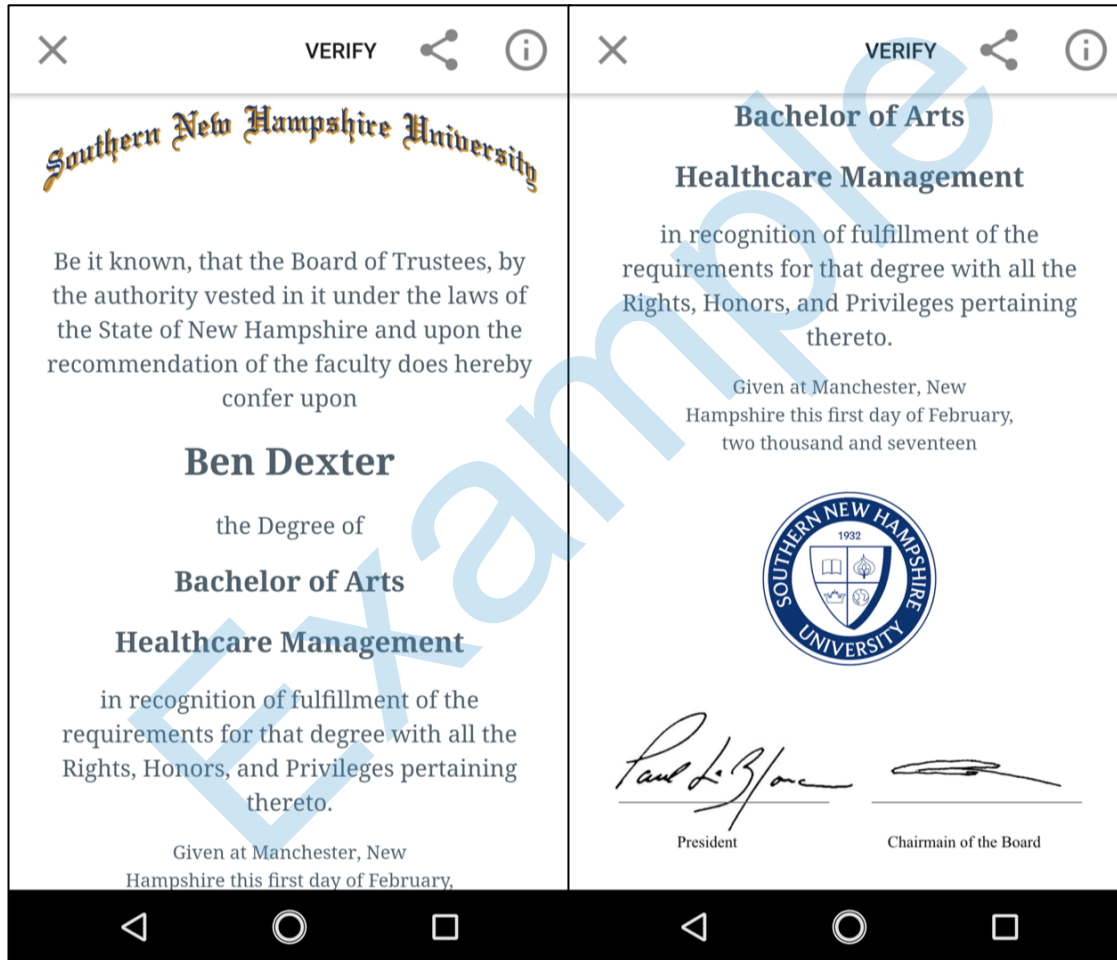 VERIFY
Southern New Hampshire University
Be it known, that the Board of Trustees, by
the authority vested in it under the laws of
the State of New Hampshire and upon the
recommendation of the faculty does hereby
confer upon
Ben Dexter
the Degree of
Bachelor of Arts
Healthcare Management
in recognition of fulfillment of the
requirements for that degree with all the
Rights, Honors, and Privileges pertaining
thereto.
Given at Manchester, New
Hampshire this first day of February,
VERIFY
Bachelor of Arts
Healthcare Management
in recognition of fulfillment of the
requirements for that degree with all the
Rights, Honors, and Privileges pertaining
thereto.
Given at Manchester, New
Hampshire this first day of February,
two thousand and seventeen
SOUTHERN NEW HAMPSHIRE
UNIVERSITY
1932
Paul
President
Chairmain of the Board
Example